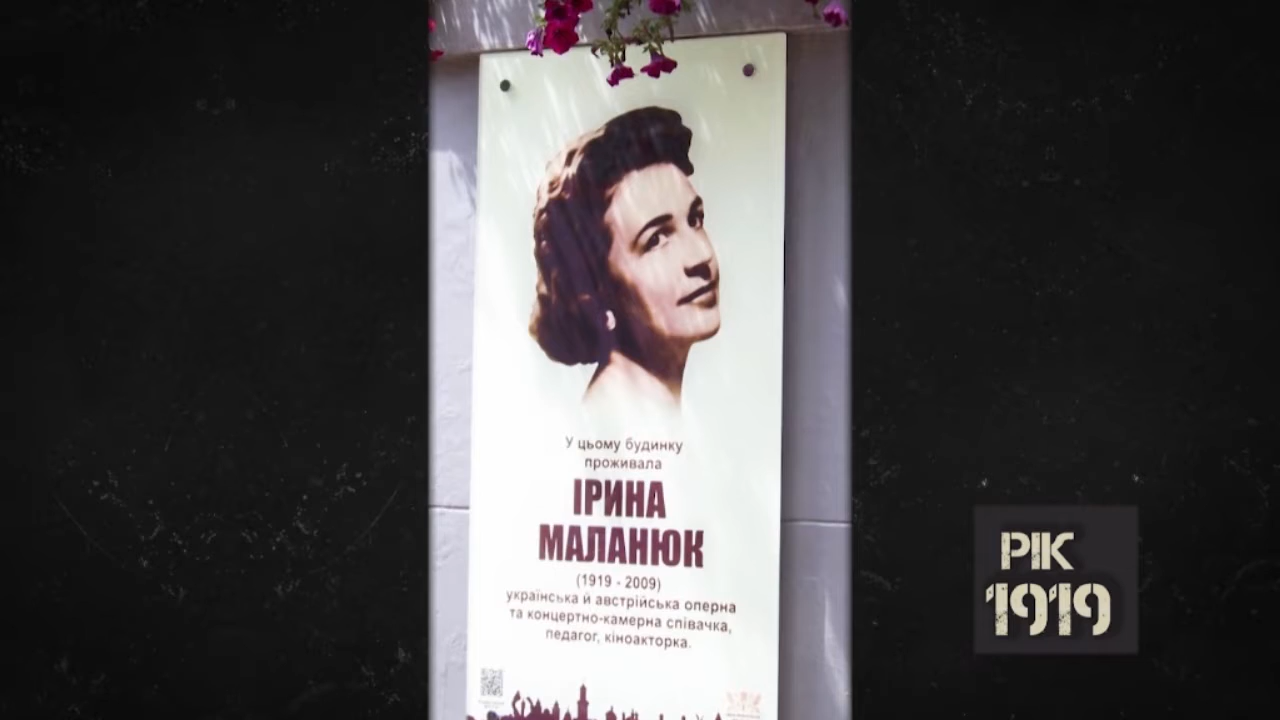 У цьому будинку
проживала
ІРИНА
МАЛАНЮК
(1919 - 2009)
українська й австрійська оперна
та концертно-камерна співачка,
педагог, кіноакторка.
РІК
1919